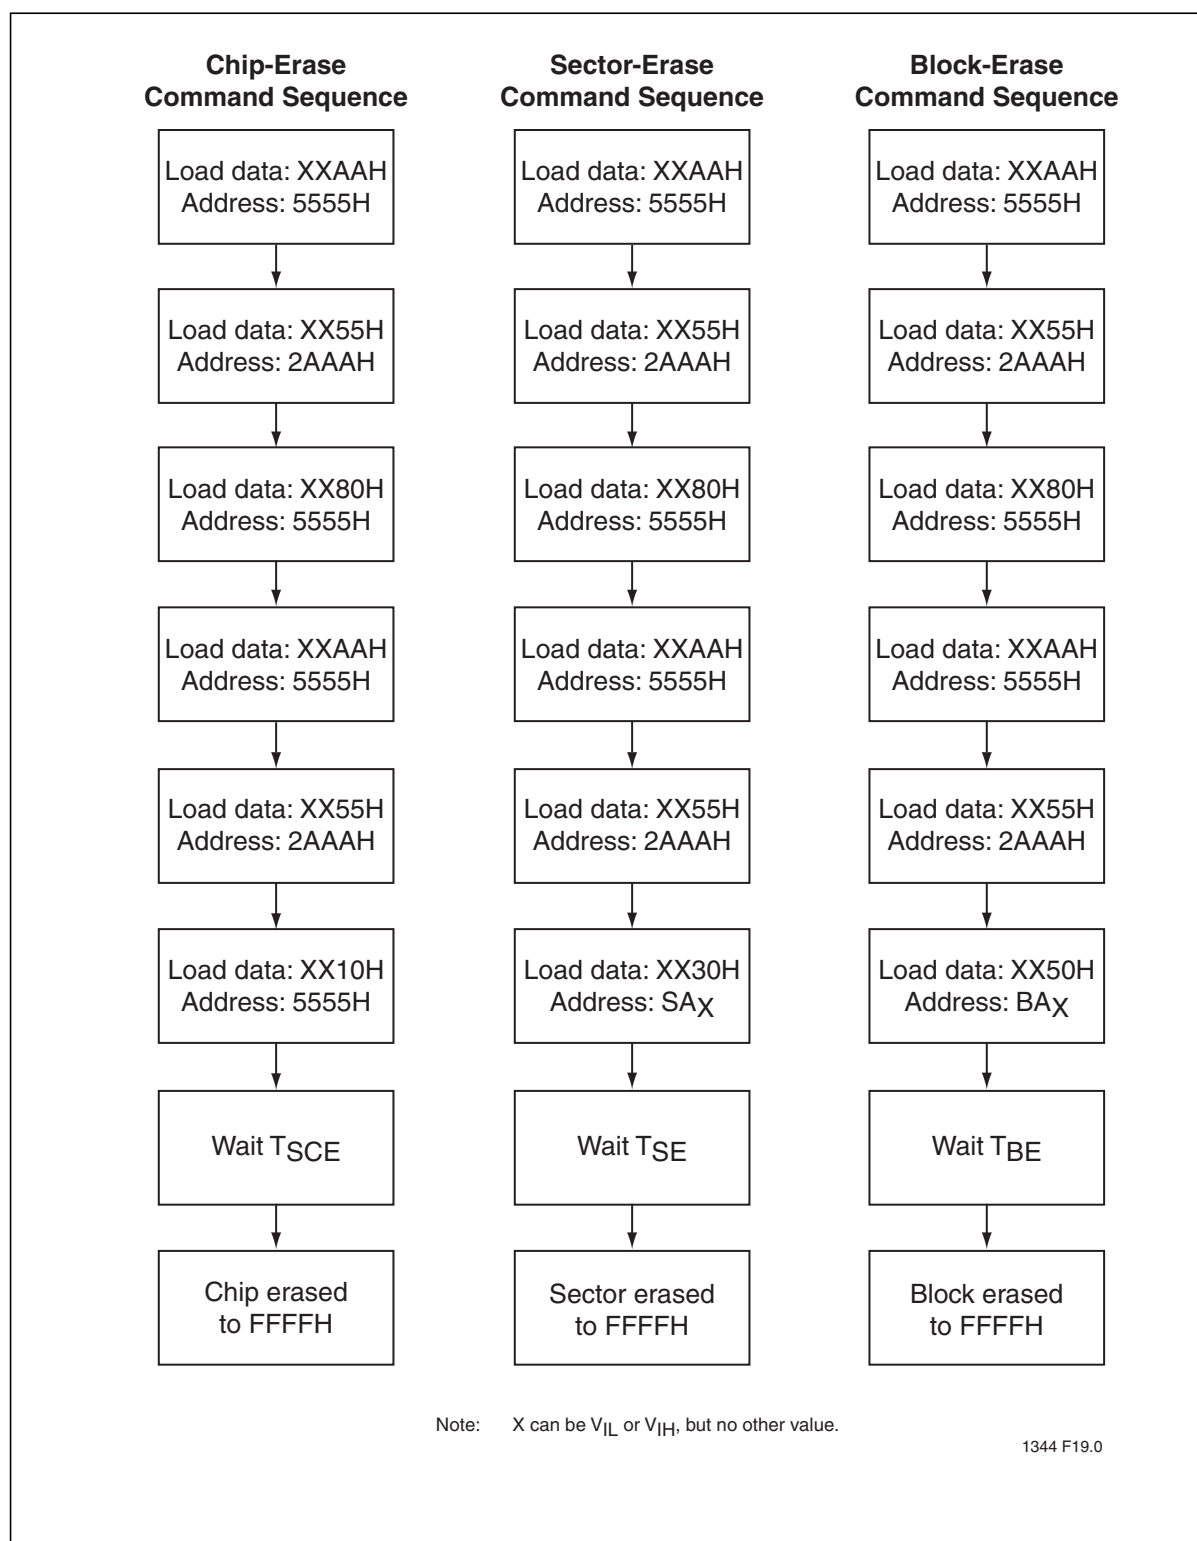 Chip-Erase
Command Sequence
Load data: XXAAH
Address: 5555H
Load data: XX55H
Address: 2AAAH
Load data: XX80H
Address: 5555H
Load data: XXAAH
Address: 5555H
Load data: XX55H
Address: 2AAAH
Load data: XX10H
Address: 5555H
Wait TSCE
Chip erased
to FFFFH
Sector-Erase
Command Sequence
Load data: XXAAH
Address: 5555H
Load data: XX55H
Address: 2AAAH
Load data: XX80H
Address: 5555H
Load data: XXAAH
Address: 5555H
Load data: XX55H
Address: 2AAAH
Load data: XX30H
Address: SAX
Wait TSE
Sector erased
to FFFFH
Block-Erase
Command Sequence
Load data: XXAAH
Address: 5555H
Load data: XX55H
Address: 2AAAH
Load data: XX80H
Address: 5555H
Load data: XXAAH
Address: 5555H
Load data: XX55H
Address: 2AAAH
Load data: XX50H
Address: BAX
Wait TBE
Block erased
to FFFFH
Note: X can be VIL or VIH, but no other value.
1344 F19.0